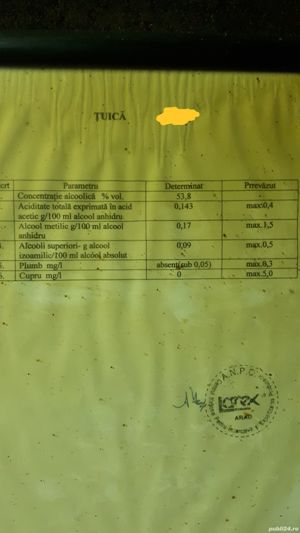 ŢUICĂ
crt Parametru Determinat Prevăzut
Concentraţie alcoolică % vol. 53,8
Aciditate totală exprimată în acid 0,143 max.0,4
acetic g/100 ml alcool anhidru
Alcool metilic g/100 ml alcool 0,17 max.1,5
anhidru
Alcooli superiori- g alcool 0,09 max.0,5
izoamilic/100 ml alcool absolut
Plumb mg/l absent(sub 0,05) max.0,3
Cupru mg/l 0 max.5,0
A.N.P.C.
Larex
ARAD
publi24.ro